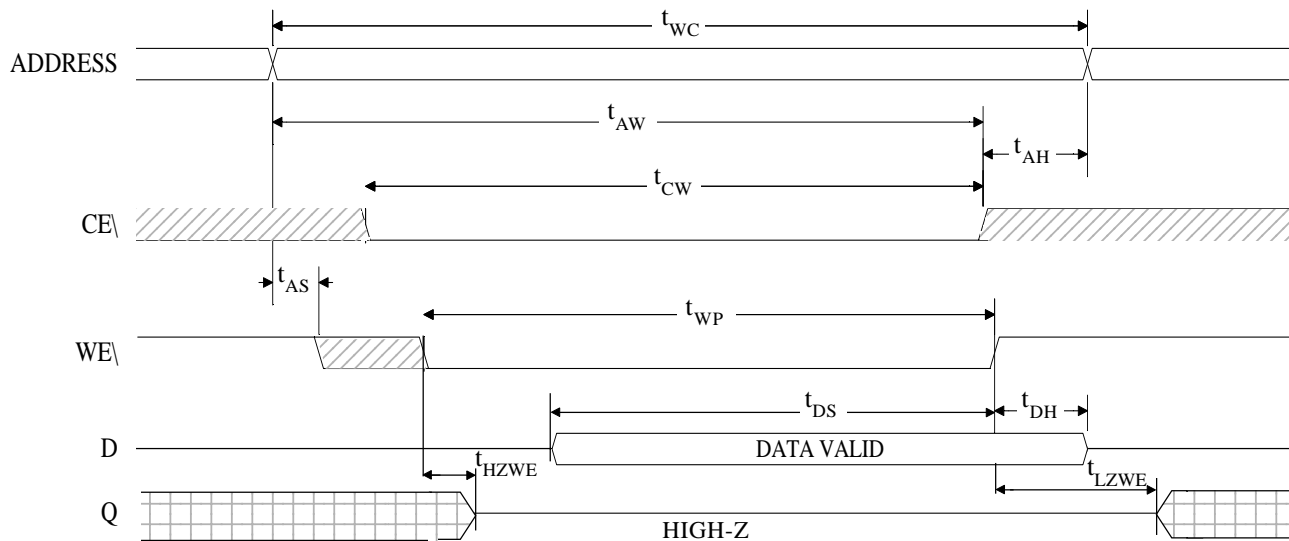 tWC
ADDRESS
tAW
tAH
tCW
CE\
tAS
tWP
WE\
tDS
tDH
D
DATA VALID
tHZWE
tLZWE
Q
HIGH-Z